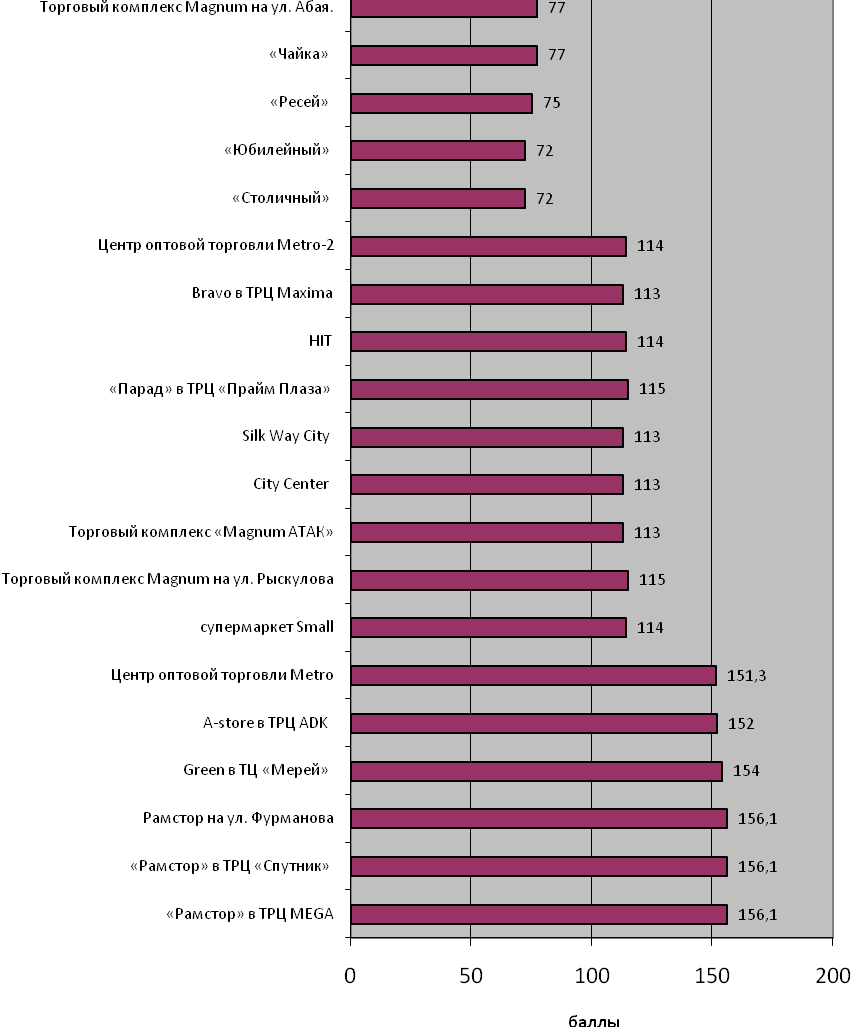 Торговый комплекс Magnum на ул. Абая. 77
«Чайка» 77
«Ресей» 75
«Юбилейный» 72
«Столичный» 72
Центр оптовой торговли Metro-2 114
Bravo в ТРЦ Maxima 113
HIT 114
«Парад» в ТРЦ «Прайм Плаза» 115
Silk Way City 113
City Center 113
Торговый комплекс «Magnum АТАК» 113
Торговый комплекс Magnum на ул. Рыскулова 115
супермаркет Small 114
Центр оптовой торговли Metro 151,3
A-store в ТРЦ ADK 152
Green в ТЦ «Мерей» 154
Рамстор на ул. Фурманова 156,1
«Рамстор» в ТРЦ «Спутник» 156,1
«Рамстор» в ТРЦ MEGA 156,1
0 50 100 150 200
баллы